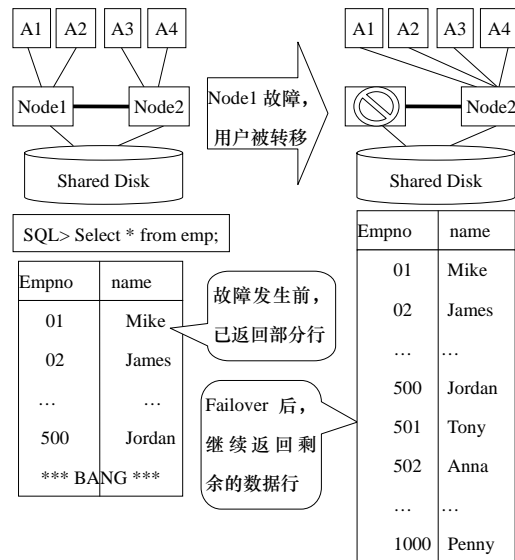 A1 A2 A3 A4
Node1 Node2
Shared Disk
Node1 故障，
用户被转移
A1 A2 A3 A4
Node2
Shared Disk
SQL> Select * from emp;
Empno name
01 Mike
02 James
… …
500 Jordan
*** BANG ***
故障发生前，
已返回部分行
Failover 后，
继续返回剩
余的数据行
Empno name
01 Mike
02 James
… …
500 Jordan
501 Tony
502 Anna
… …
1000 Penny